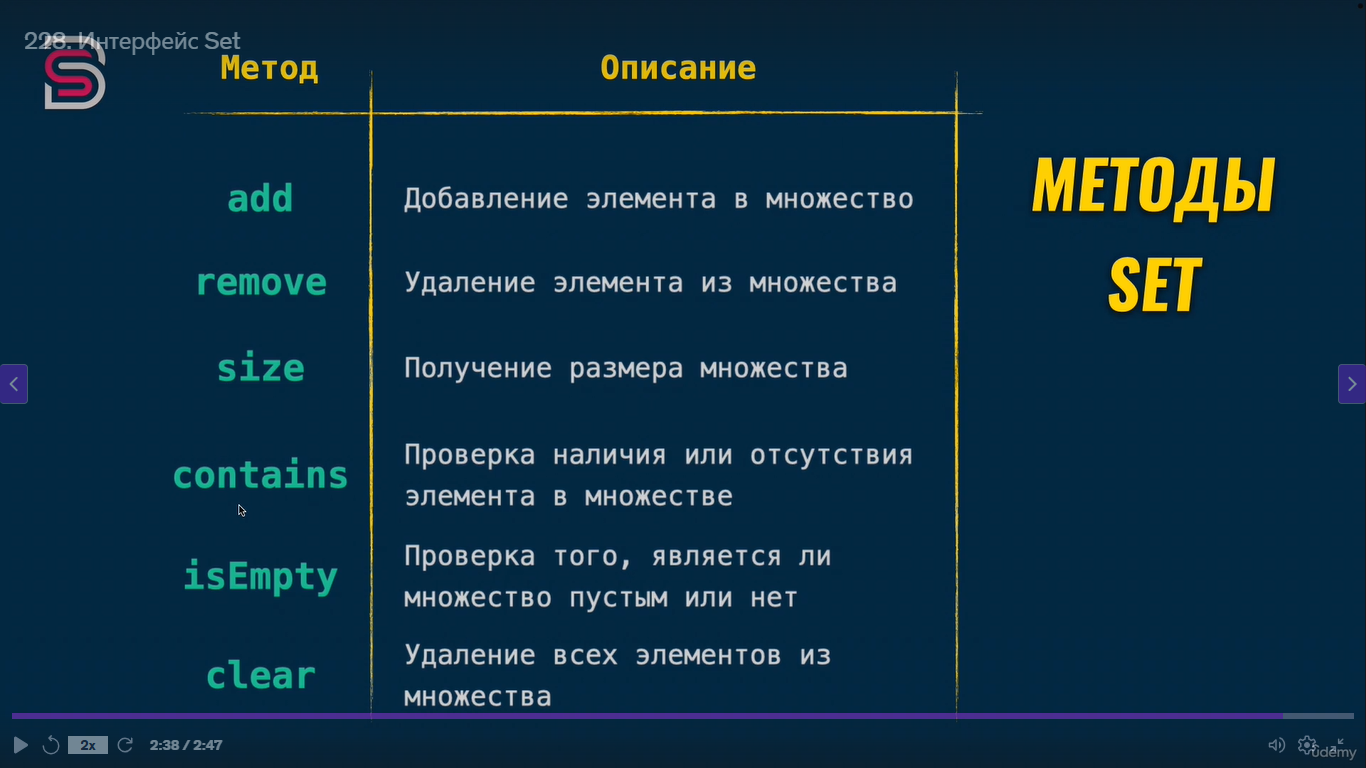 228. Интерфейс Set
Метод
Описание
add
Добавление элемента в множество
remove
Удаление элемента из множества
size
Получение размера множества
contains
Проверка наличия или отсутствия
элемента в множестве
isEmpty
Проверка того, является ли
множество пустым или нет
clear
Удаление всех элементов из
множества
МЕТОДЫ
SET
2x
2:38 / 2:47
udemy